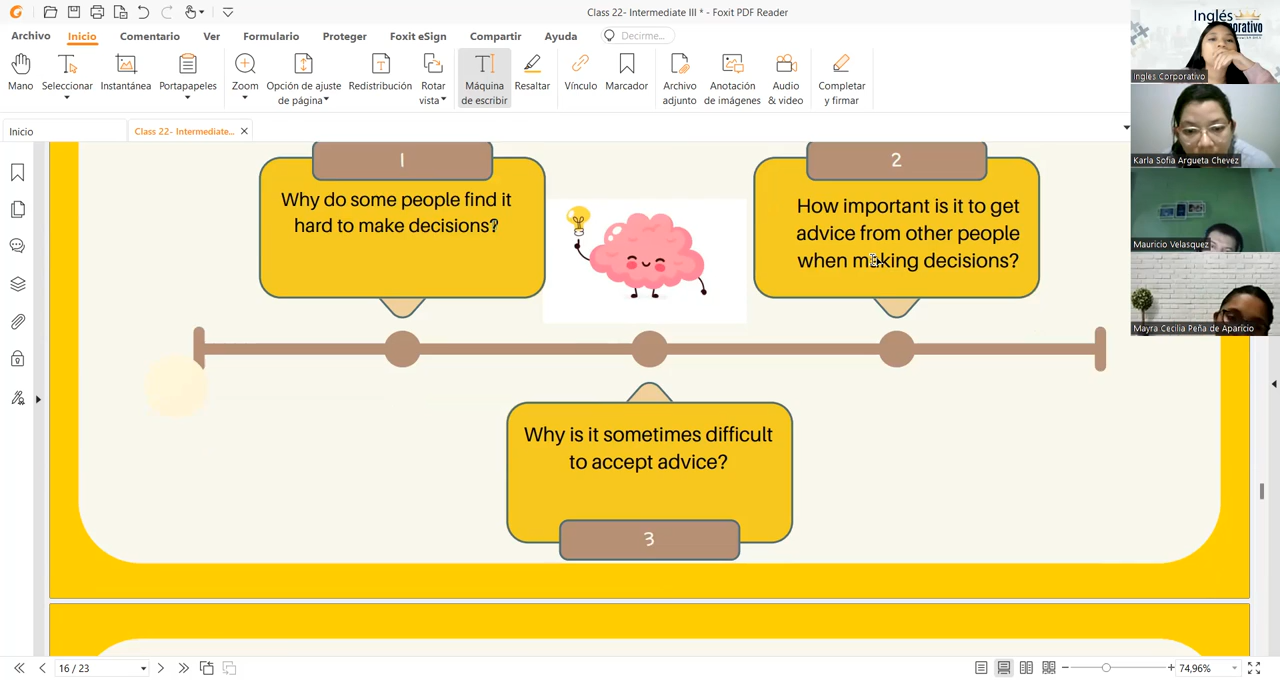 Class 22- Intermediate III * - Foxit PDF Reader
Archivo Inicio Comentario Ver Formulario Proteger Foxit eSign Compartir Ayuda Decirme...
Mano Seleccionar Instantánea Portapapeles Zoom Opción de ajuste de página Redistribución Rotar vista Máquina de escribir Resaltar Vínculo Marcador Archivo adjunto Anotación de imágenes Audio & video Completar y firmar
Inicio Class 22- Intermediate...
1
Why do some people find it
hard to make decisions?
2
How important is it to get
advice from other people
when making decisions?
Why is it sometimes difficult
to accept advice?
3
Inglés
Ingles Corporativo
Karla Sofia Argueta Chevez
Mauricio Velasquez
Mayra Cecilia Peña de Aparicio
16 / 23
74,96%